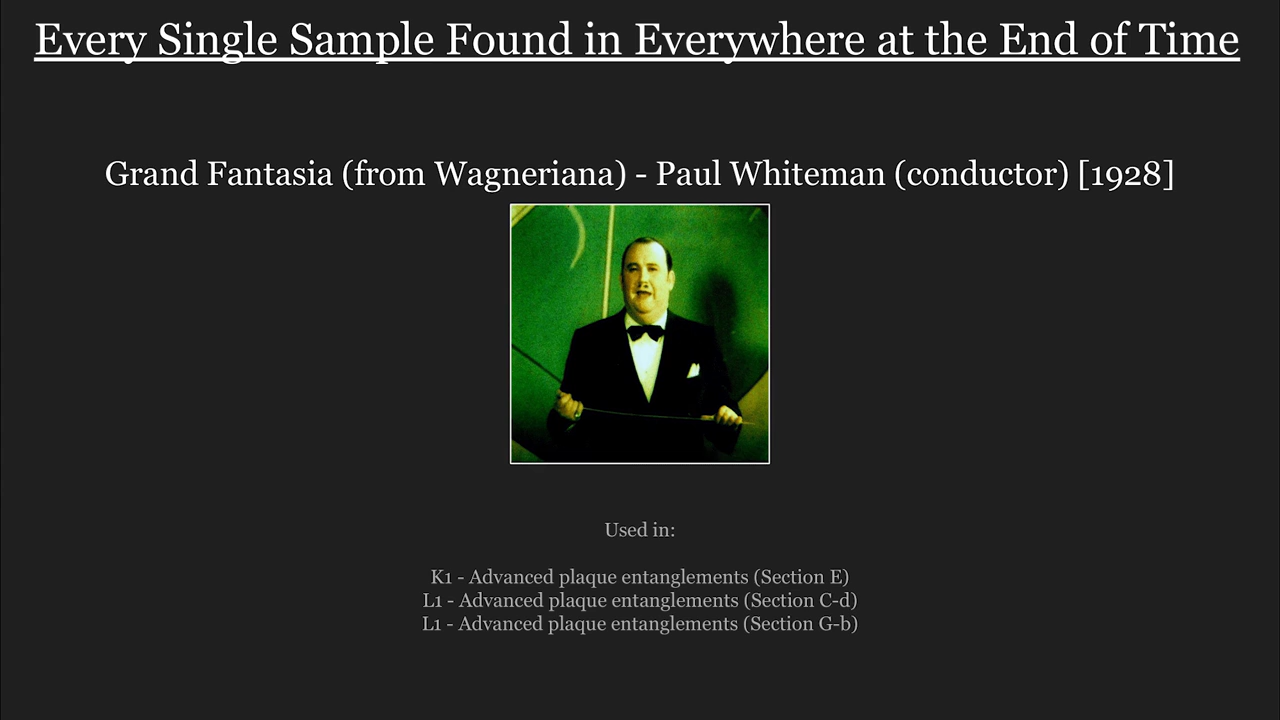 Every Single Sample Found in Everywhere at the End of Time
Grand Fantasia (from Wagneriana) - Paul Whiteman (conductor) [1928]
Used in:
K1 - Advanced plaque entanglements (Section E)
L1 - Advanced plaque entanglements (Section C-d)
L1 - Advanced plaque entanglements (Section G-b)